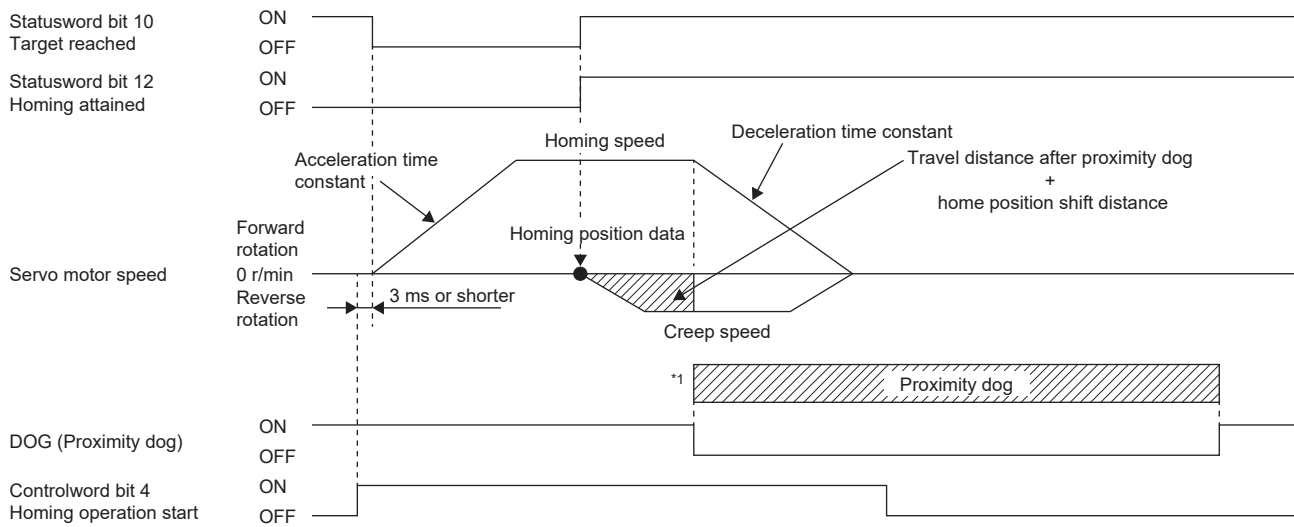 Statusword bit 10
Target reached
ON
OFF
Statusword bit 12
Homing attained
ON
OFF
Homing speed
Deceleration time constant
Acceleration time
constant
Travel distance after proximity dog
+
home position shift distance
Homing position data
Servo motor speed
Forward
rotation
0 r/min
Reverse
rotation
3 ms or shorter
Creep speed
*1
Proximity dog
DOG (Proximity dog)
ON
OFF
Controlword bit 4
Homing operation start
ON
OFF